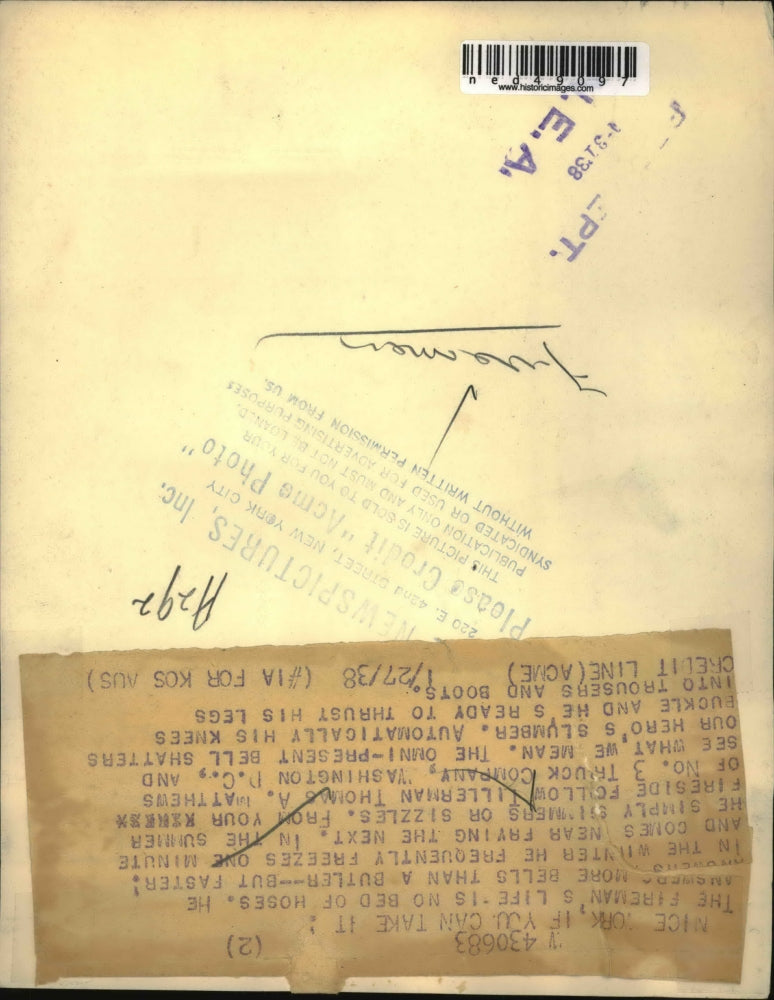 ned49097
www.historicimages.com
.E.A.
1-3138
EPT.
Firemen
NEWSPICTURES, Inc.
220 E. 42nd STREET, NEW YORK CITY
Please Credit "Acme Photo"
THIS PICTURE IS SOLD TO YOU FOR YOUR
PUBLICATION ONLY AND MUST NOT BE LOANED,
SYNDICATED OR USED FOR ADVERTISING PURPOSES
WITHOUT WRITTEN PERMISSION FROM US.
A292
430683 (2)
NICE WORK, IF YOU CAN TAKE IT:
THE FIREMAN'S LIFE IS NO BED OF HOSES. HE
ANSWERS MORE BELLS THAN A BUTLER--BUT FASTER!
IN THE WINTER HE FREQUENTLY FREEZES ONE MINUTE
AND COMES NEAR FRYING THE NEXT. IN THE SUMMER
HE SIMPLY SIMMERS OR SIZZLES. FROM YOUR
FIRESIDE FOLLOW TILLERMAN THOMAS A. MATTHEWS
OF NO. 3 TRUCK COMPANY, WASHINGTON D.C., AND
SEE WHAT WE MEAN. THE OMNI-PRESENT BELL SHATTERS
OUR HERO'S SLUMBER. AUTOMATICALLY HIS KNEES
BUCKLE AND HE'S READY TO THRUST HIS LEGS
INTO TROUSERS AND BOOTS.
CREDIT LINE(ACME) 1/27/38 (#1A FOR KOS AUS)